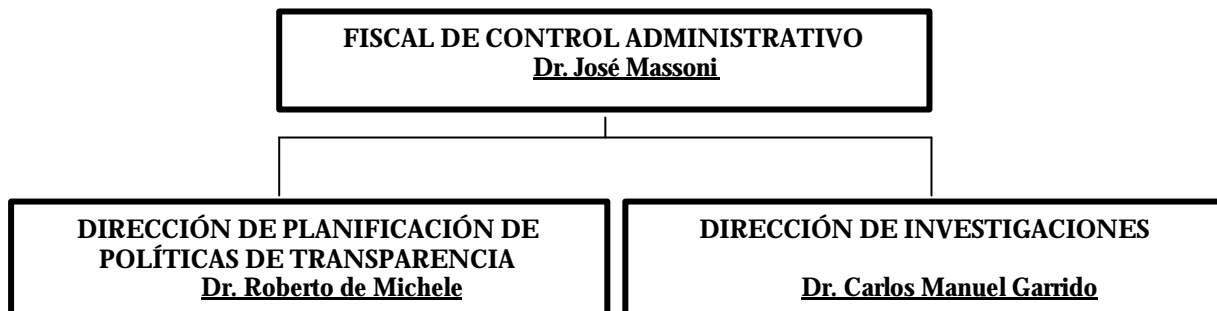 FISCAL DE CONTROL ADMINISTRATIVO
Dr. José Massoni
DIRECCIÓN DE PLANIFICACIÓN DE
POLÍTICAS DE TRANSPARENCIA
Dr. Roberto de Michele
DIRECCIÓN DE INVESTIGACIONES
Dr. Carlos Manuel Garrido